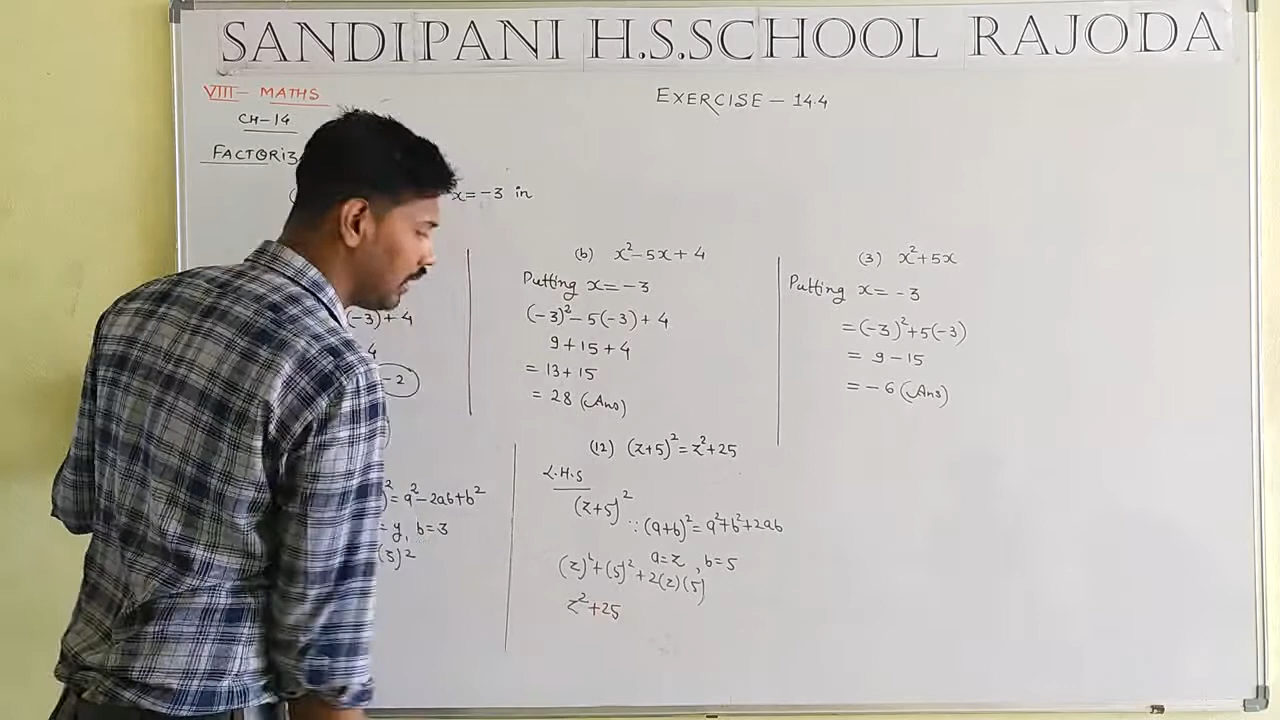 SANDIPANI H.S.SCHOOL RAJODA
VIII - MATHS
CH-14
EXERCISE - 14.4
x = -3 in
(-3) + 4
4
-2
(b) x² - 5x + 4
Putting x = -3
(-3)² - 5(-3) + 4
9 + 15 + 4
= 13 + 15
= 28 (Ans)
(3) x² + 5x
Putting x = -3
= (-3)² + 5(-3)
= 9 - 15
= -6 (Ans)
² = a² - 2ab + b²
= y, b = 3
(12) (z+5)² = z² + 25
L.H.S
(z+5)²
∵ (a+b)² = a² + b² + 2ab
a = z, b = 5
(z)² + (5)² + 2(z)(5)
z² + 25